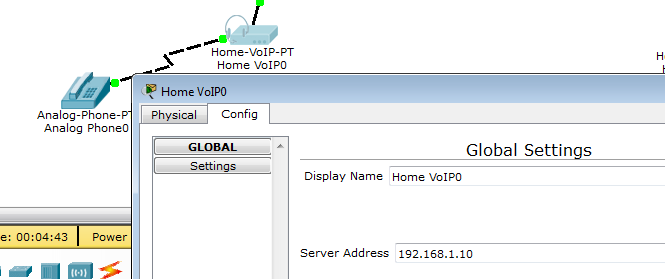 Home-VoIP-PT
Home VoIP0
Analog-Phone-PT
Analog Phone0
Home VoIP0
Physical
Config
GLOBAL
Settings
Global Settings
Display Name
Home VoIP0
Server Address
192.168.1.10
e: 00:04:43
Power